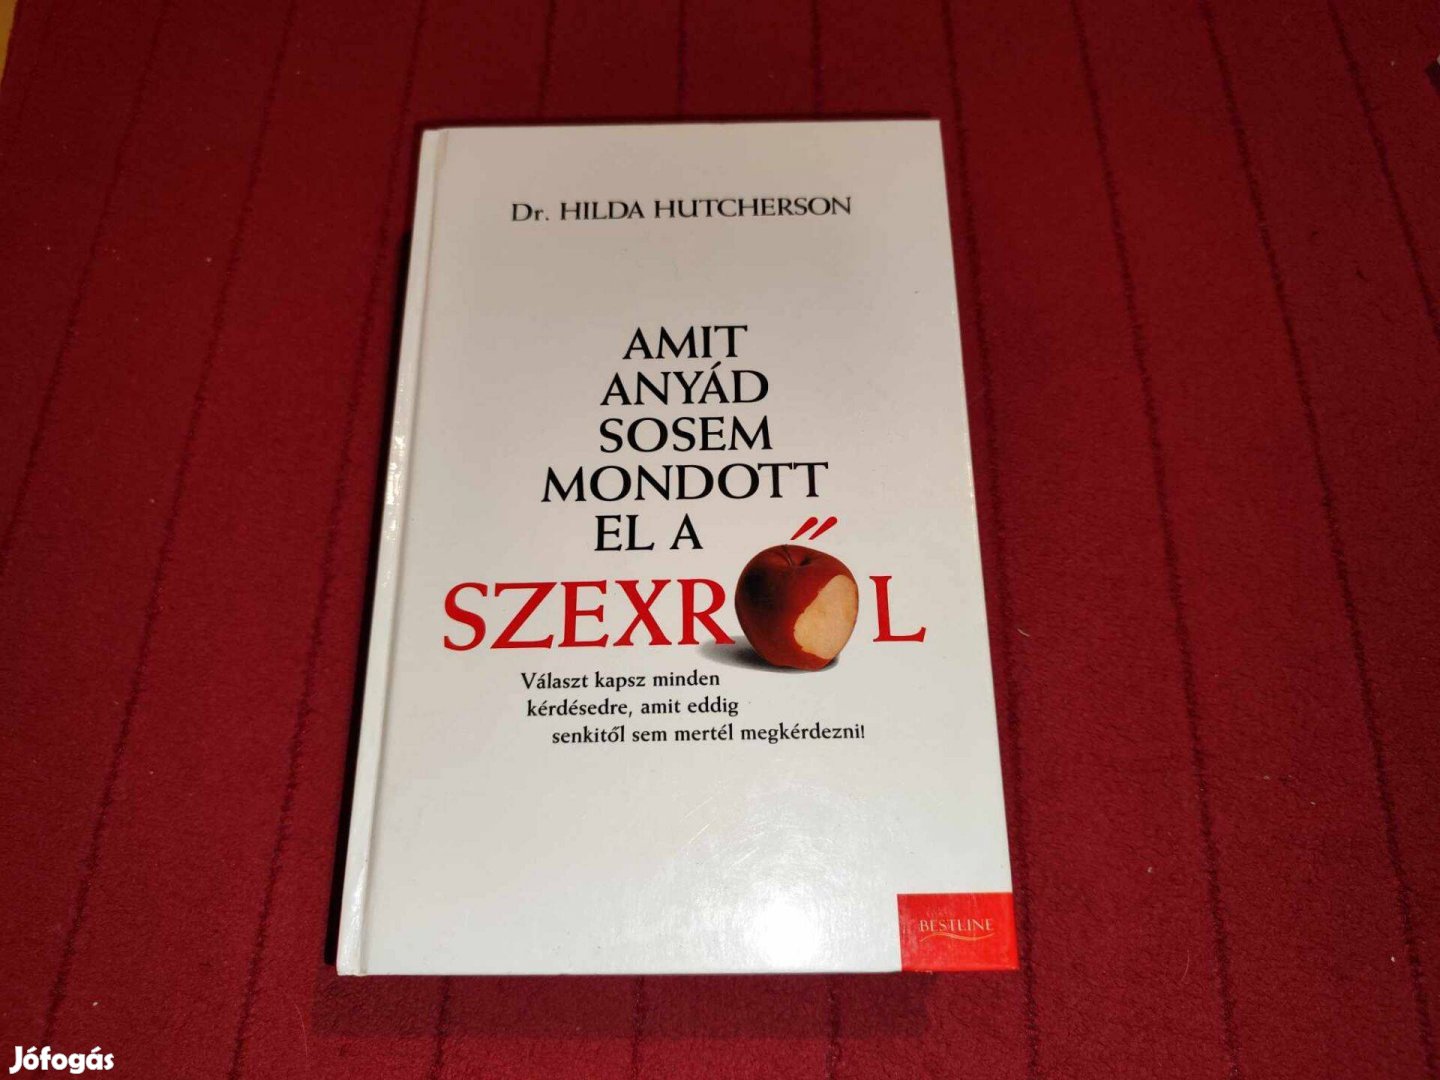 Dr. HILDA HUTCHERSON
AMIT
ANYÁD
SOSEM
MONDOTT
EL A
SZEXRŐL
Választ kapsz minden
kérdésedre, amit eddig
senkitől sem mertél megkérdezni!
BESTLINE
Jófogás